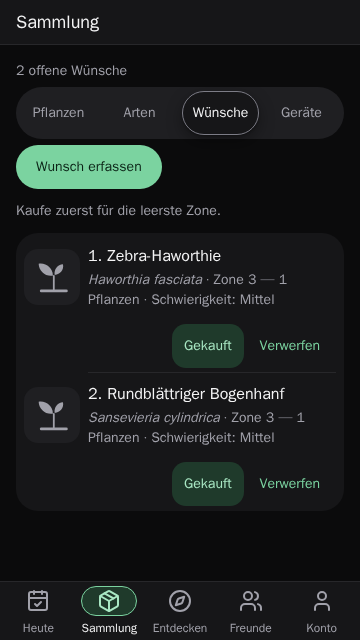 Sammlung
2 offene Wünsche
Pflanzen Arten Wünsche Geräte
Wunsch erfassen
Kaufe zuerst für die leerste Zone.
1. Zebra-Haworthie
Haworthia fasciata · Zone 3 — 1
Pflanzen · Schwierigkeit: Mittel
Gekauft Verwerfen
2. Rundblättriger Bogenhanf
Sansevieria cylindrica · Zone 3 — 1
Pflanzen · Schwierigkeit: Mittel
Gekauft Verwerfen
Heute Sammlung Entdecken Freunde Konto